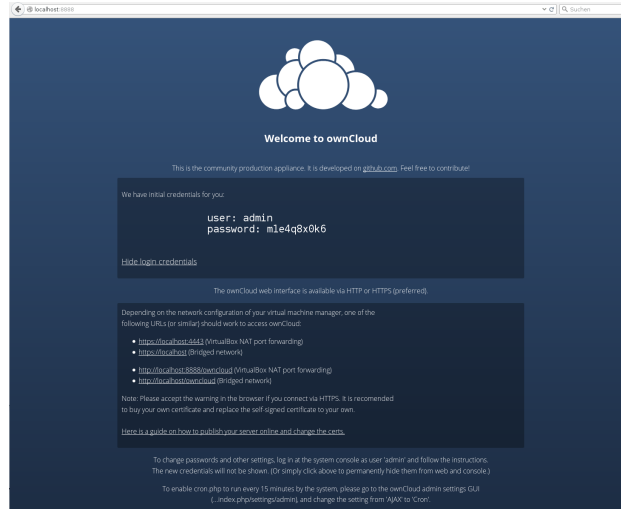 localhost:8888
Suchen
Welcome to ownCloud
This is the community production appliance. It is developed on github.com. Feel free to contribute!
We have initial credentials for you:
user: admin
password: mle4q8x0k6
Hide login credentials
The ownCloud web interface is available via HTTP or HTTPS (preferred).
Depending on the network configuration of your virtual machine manager, one of the
following URLs (or similar) should work to access ownCloud:
https://localhost:4443 (VirtualBox NAT port forwarding)
https://localhost (Bridged network)
http://localhost:8888/owncloud (VirtualBox NAT port forwarding)
http://localhost/owncloud (Bridged network)
Note: Please accept the warning in the browser if you connect via HTTPS. It is recomended
to buy your own certificate and replace the self-signed certificate to your own.
Here is a guide on how to publish your server online and change the certs.
To change passwords and other settings, log in at the system console as user 'admin' and follow the instructions.
The new credentials will not be shown. (Or simply click above to permanently hide them from web and console.)
To enable cron.php to run every 15 minutes by the system, please go to the ownCloud admin settings GUI
(...index.php/settings/admin), and change the setting from 'AJAX' to 'Cron'.